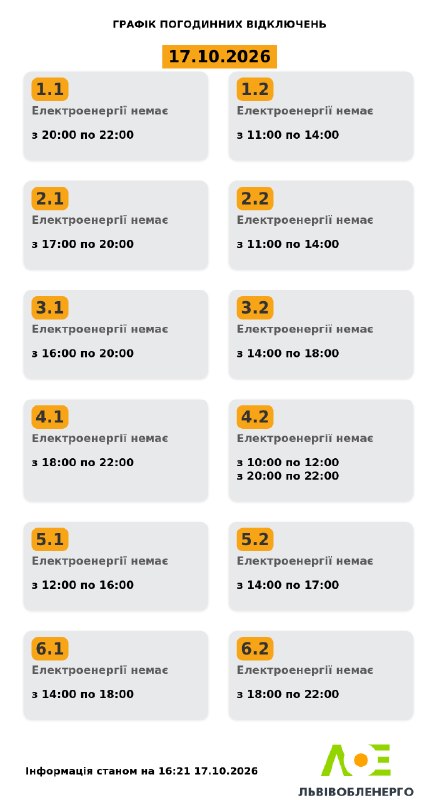 ГРАФІК ПОГОДИННИХ ВІДКЛЮЧЕНЬ
17.10.2026
1.1
Електроенергії немає
з 20:00 по 22:00
1.2
Електроенергії немає
з 11:00 по 14:00
2.1
Електроенергії немає
з 17:00 по 20:00
2.2
Електроенергії немає
з 11:00 по 14:00
3.1
Електроенергії немає
з 16:00 по 20:00
3.2
Електроенергії немає
з 14:00 по 18:00
4.1
Електроенергії немає
з 18:00 по 22:00
4.2
Електроенергії немає
з 10:00 по 12:00
з 20:00 по 22:00
5.1
Електроенергії немає
з 12:00 по 16:00
5.2
Електроенергії немає
з 14:00 по 17:00
6.1
Електроенергії немає
з 14:00 по 18:00
6.2
Електроенергії немає
з 18:00 по 22:00
Інформація станом на 16:21 17.10.2026
ЛОЕ
ЛЬВІВОБЛЕНЕРГО